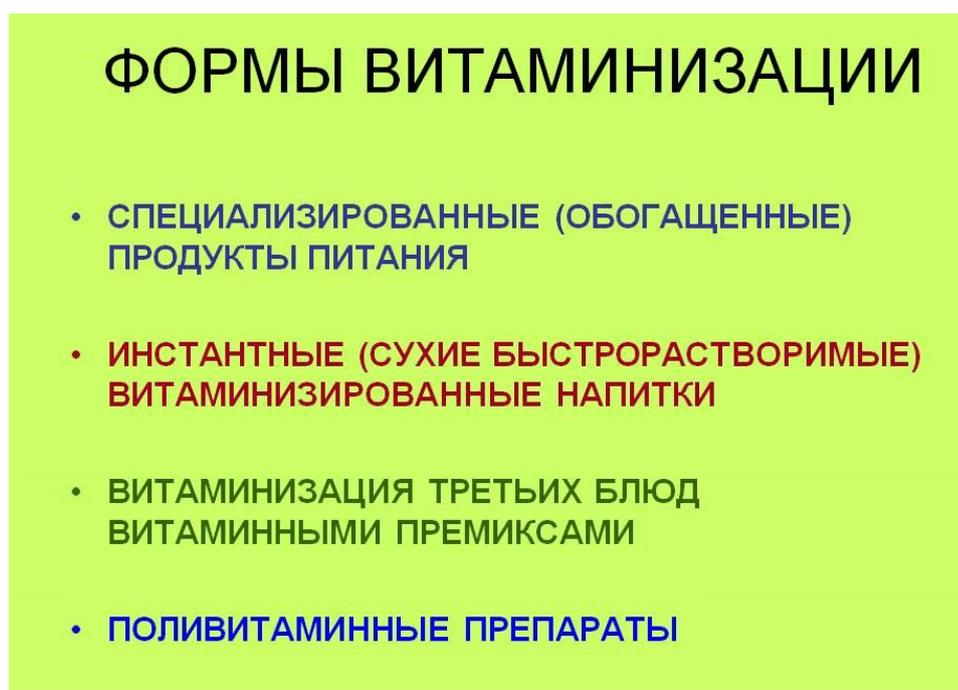 ФОРМЫ ВИТАМИНИЗАЦИИ
• СПЕЦИАЛИЗИРОВАННЫЕ (ОБОГАЩЕННЫЕ)
ПРОДУКТЫ ПИТАНИЯ
• ИНСТАНТНЫЕ (СУХИЕ БЫСТРОРАСТВОРИМЫЕ)
ВИТАМИНИЗИРОВАННЫЕ НАПИТКИ
• ВИТАМИНИЗАЦИЯ ТРЕТЬИХ БЛЮД
ВИТАМИННЫМИ ПРЕМИКСАМИ
• ПОЛИВИТАМИННЫЕ ПРЕПАРАТЫ